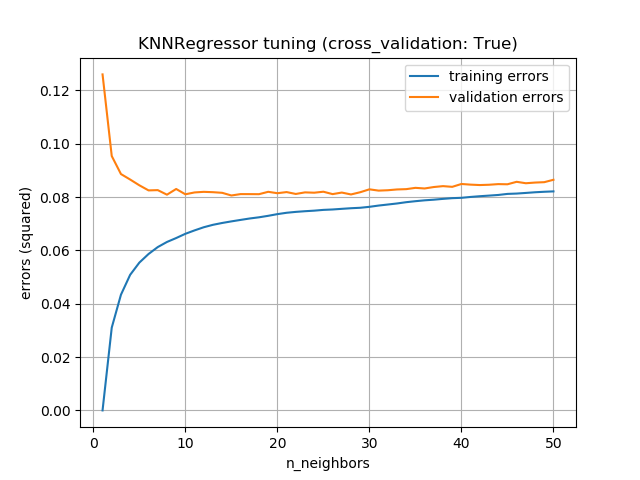 KNNRegressor tuning (cross_validation: True)
training errors
validation errors
errors (squared)
0.12
0.10
0.08
0.06
0.04
0.02
0.00
0 10 20 30 40 50
n_neighbors